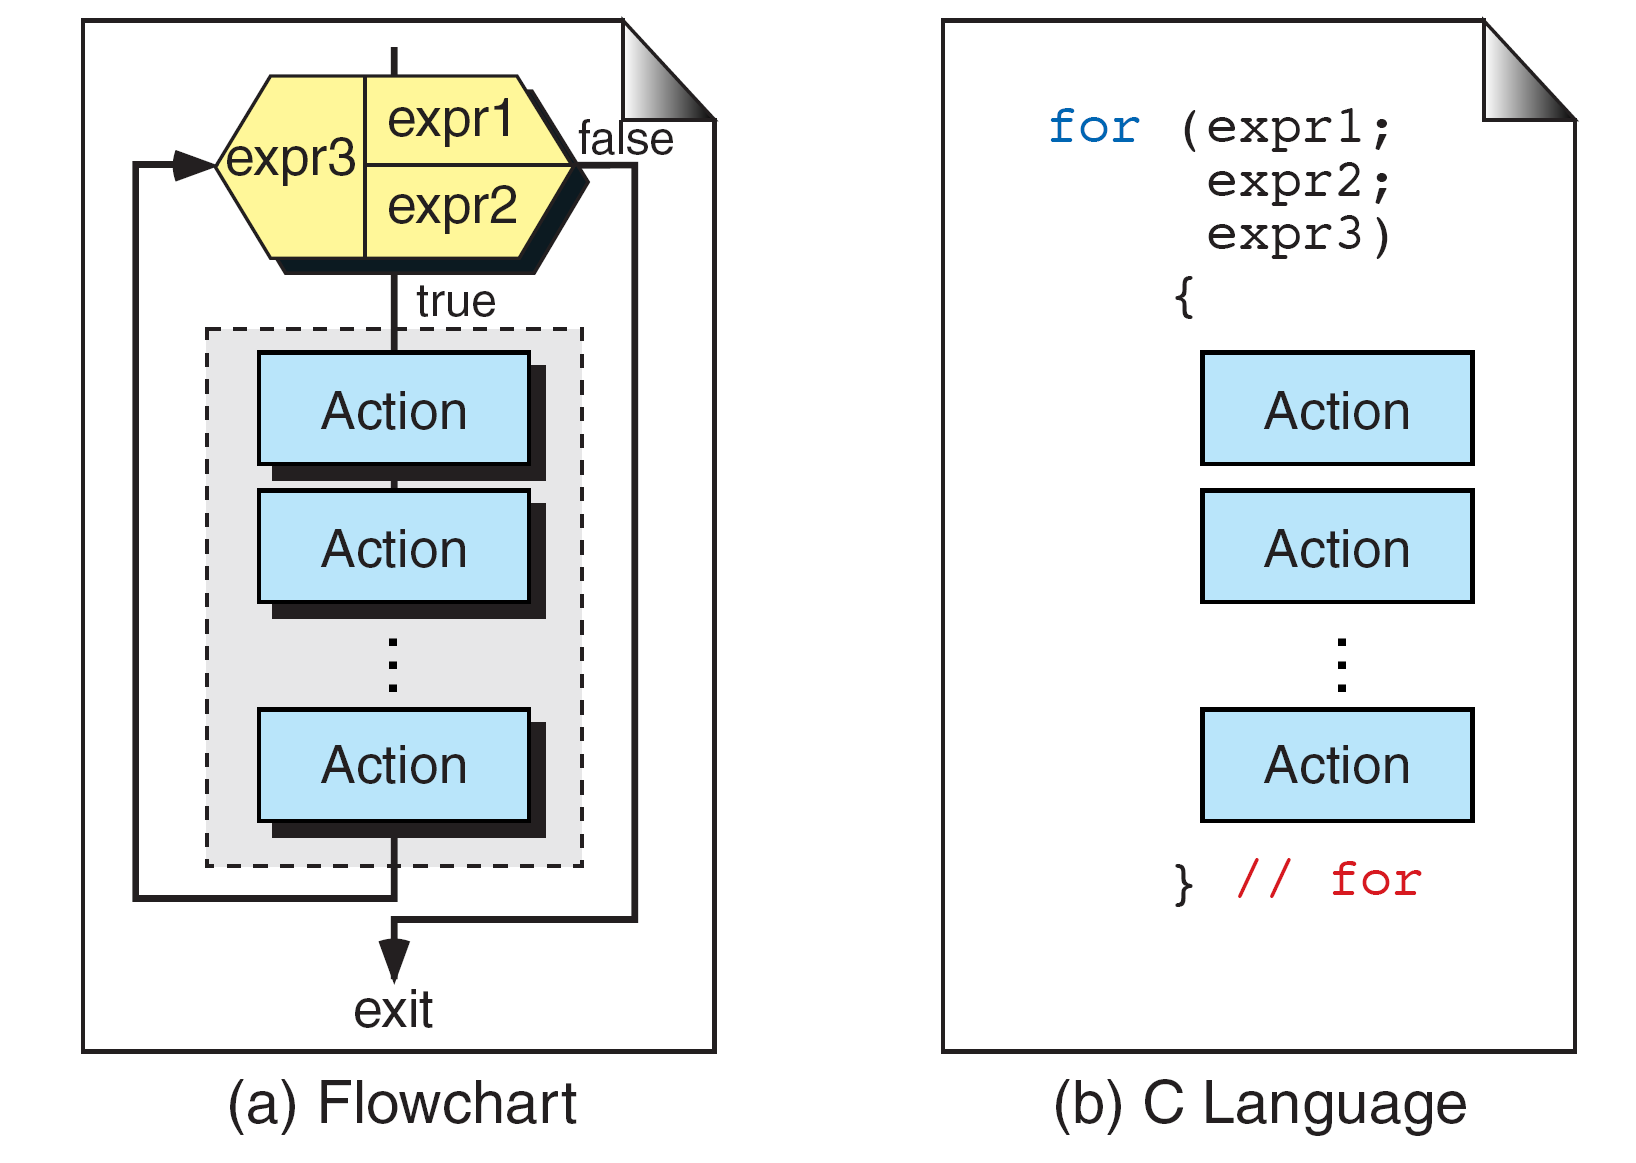 expr1
false
expr3
expr2
true
Action
Action
Action
exit
(a) Flowchart
for (expr1;
expr2;
expr3)
{
Action
Action
Action
} // for
(b) C Language